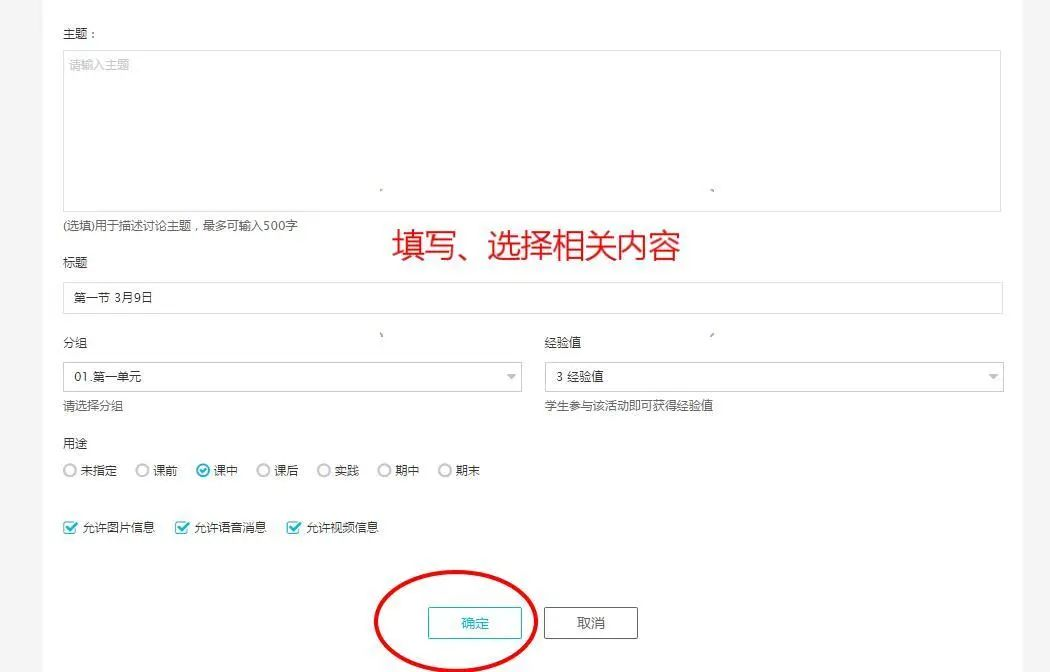 主题：
请输入主题
(选填)用于描述讨论主题，最多可输入500字
填写、选择相关内容
标题
第一节 3月9日
分组 经验值
01.第一单元 3 经验值
请选择分组 学生参与该活动即可获得经验值
用途
未指定 课前 课中 课后 实践 期中 期末
允许图片信息 允许语音消息 允许视频信息
确定 取消